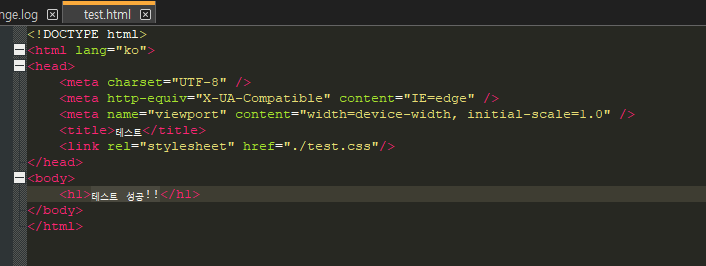 nge.log
test.html
<!DOCTYPE html>
<html lang="ko">
<head>
<meta charset="UTF-8" />
<meta http-equiv="X-UA-Compatible" content="IE=edge" />
<meta name="viewport" content="width=device-width, initial-scale=1.0" />
<title>테스트</title>
<link rel="stylesheet" href="./test.css"/>
</head>
<body>
<h1>테스트 성공!!</h1>
</body>
</html>